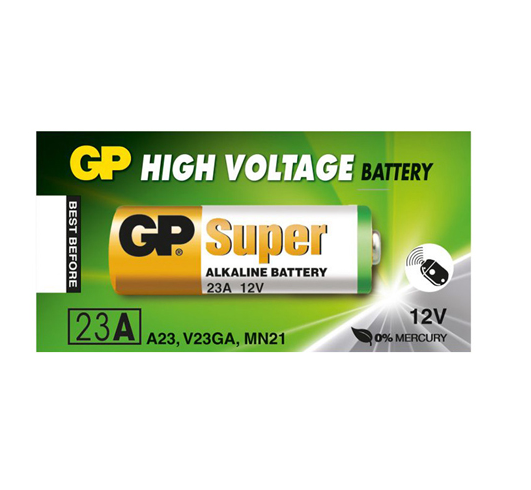 GP HIGH VOLTAGE BATTERY
BEST BEFORE
GP® Super
ALKALINE BATTERY
23A 12V
23A A23, V23GA, MN21
12V
0% MERCURY